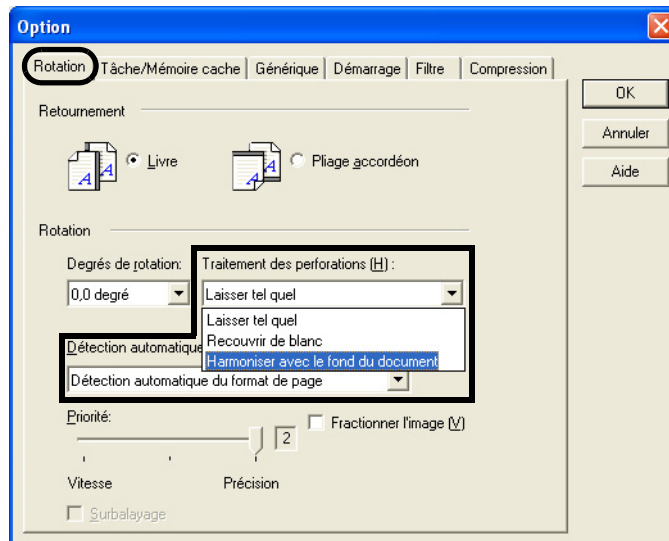 Option
Rotation Tâche/Mémoire cache Générique Démarrage Filtre Compression
OK
Annuler
Aide
Retournement
A A Livre
A A Pliage accordéon
Rotation
Degrés de rotation: Traitement des perforations (H) :
0,0 degré Laisser tel quel
Laisser tel quel
Recouvrir de blanc
Harmoniser avec le fond du document
Détection automatique
Détection automatique du format de page
Priorité:
2
Fractionner l'image (V)
Vitesse Précision
Surbalayage